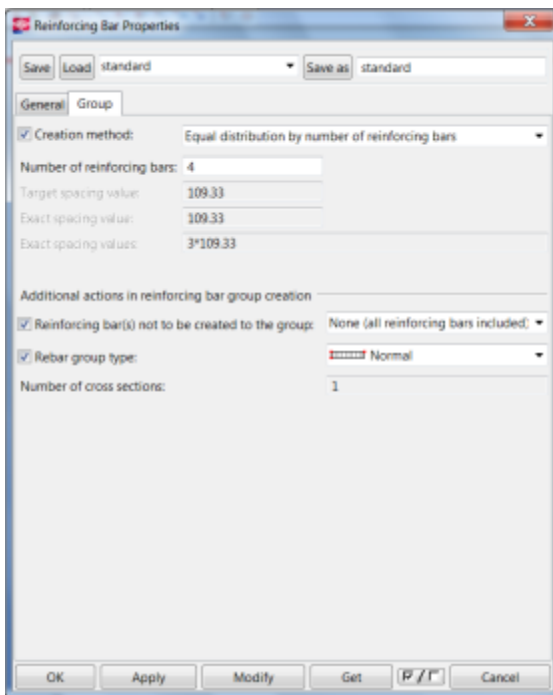 Reinforcing Bar Properties
Save Load standard Save as standard
General Group
Creation method: Equal distribution by number of reinforcing bars
Number of reinforcing bars: 4
Target spacing value: 109.33
Exact spacing value: 109.33
Exact spacing values: 3*109.33
Additional actions in reinforcing bar group creation
Reinforcing bar(s) not to be created to the group: None (all reinforcing bars included)
Rebar group type: Normal
Number of cross sections: 1
OK Apply Modify Get Cancel